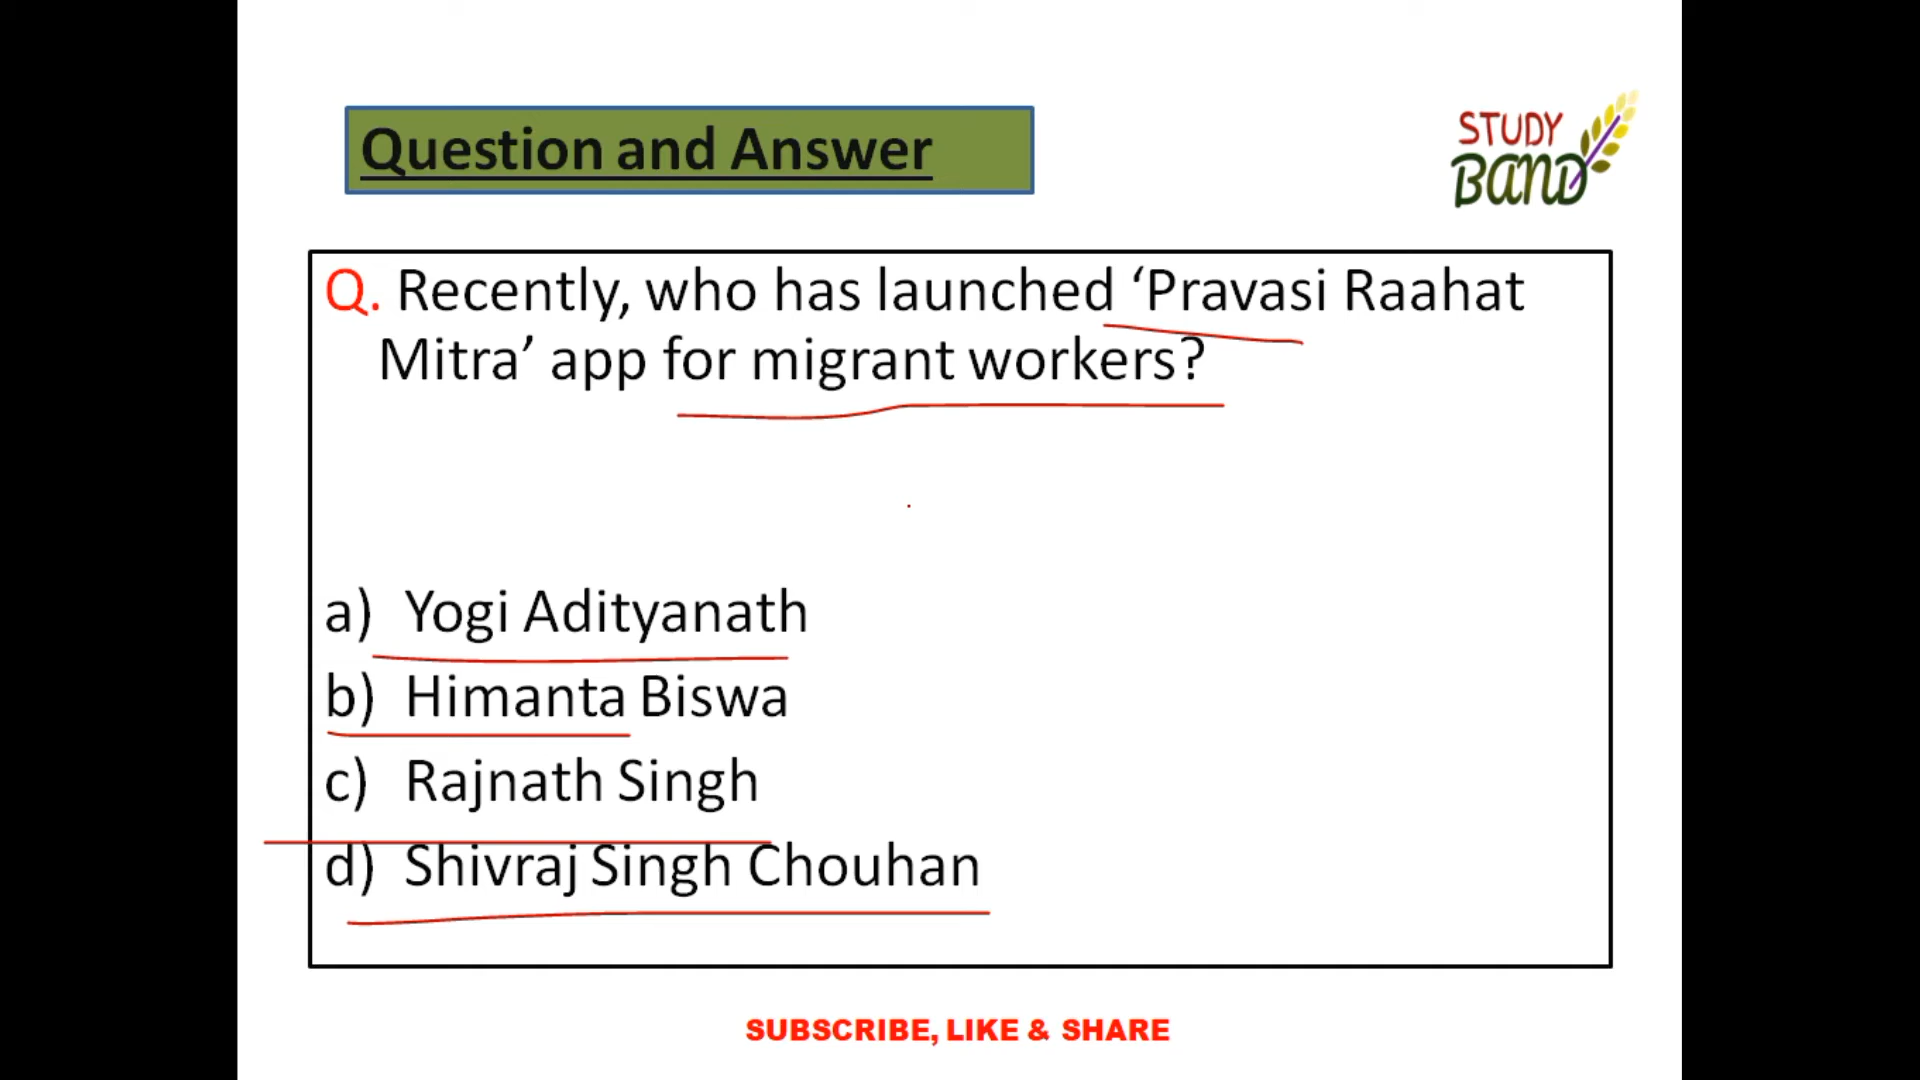 Question and Answer
STUDY
BAND
Q. Recently, who has launched ‘Pravasi Raahat
Mitra’ app for migrant workers?
a) Yogi Adityanath
b) Himanta Biswa
c) Rajnath Singh
d) Shivraj Singh Chouhan
SUBSCRIBE, LIKE & SHARE